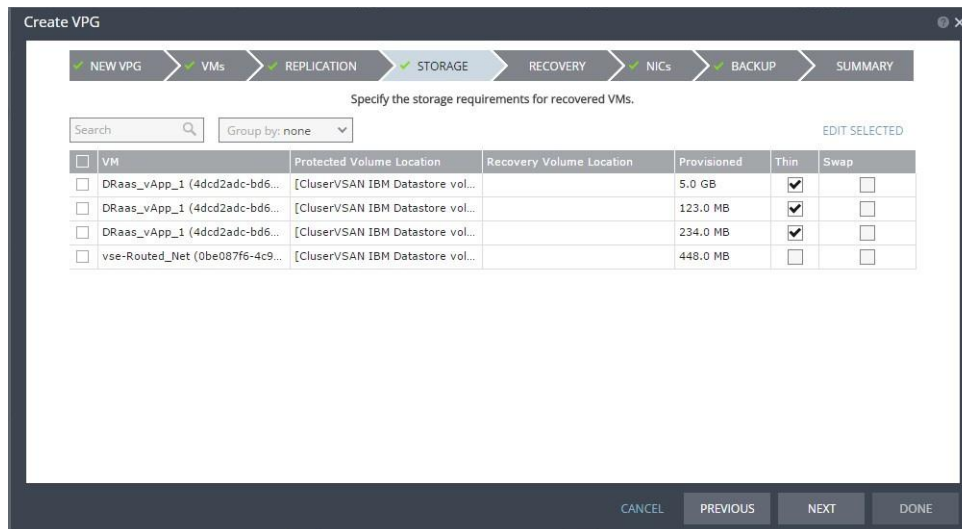 Create VPG
NEW VPG VMs REPLICATION STORAGE RECOVERY NICs BACKUP SUMMARY
Specify the storage requirements for recovered VMs.
Search Group by: none EDIT SELECTED
VM Protected Volume Location Recovery Volume Location Provisioned Thin Swap
DRaas_vApp_1 (4dcd2adc-bd6... [CluserVSAN IBM Datastore vol... 5.0 GB
DRaas_vApp_1 (4dcd2adc-bd6... [CluserVSAN IBM Datastore vol... 123.0 MB
DRaas_vApp_1 (4dcd2adc-bd6... [CluserVSAN IBM Datastore vol... 234.0 MB
vse-Routed_Net (0be087f6-4c9... [CluserVSAN IBM Datastore vol... 448.0 MB
CANCEL PREVIOUS NEXT DONE